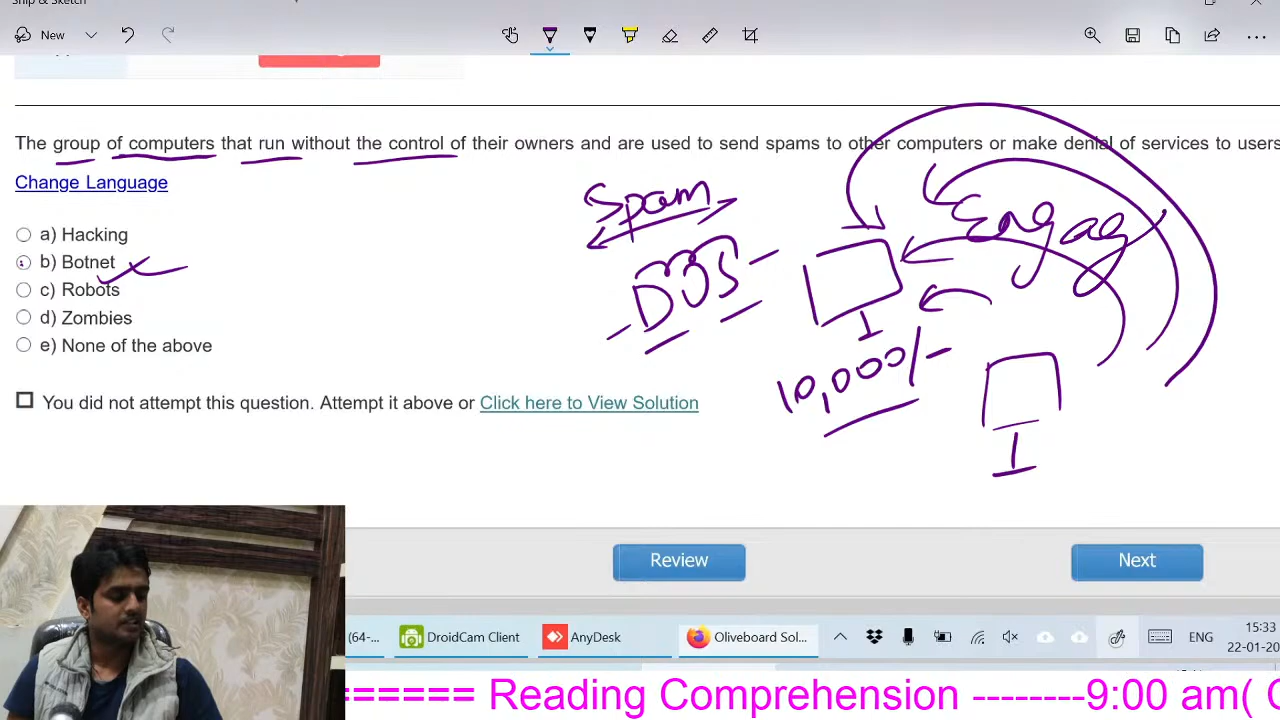 Snip & Sketch
New
The group of computers that run without the control of their owners and are used to send spams to other computers or make denial of services to users
Change Language
a) Hacking
b) Botnet
c) Robots
d) Zombies
e) None of the above
Spam
DOS
Engag
10,000/-
You did not attempt this question. Attempt it above or Click here to View Solution
Review
Next
(64-...
DroidCam Client
AnyDesk
Oliveboard Sol...
ENG
15:33
22-01-20
======= Reading Comprehension --------9:00 am(